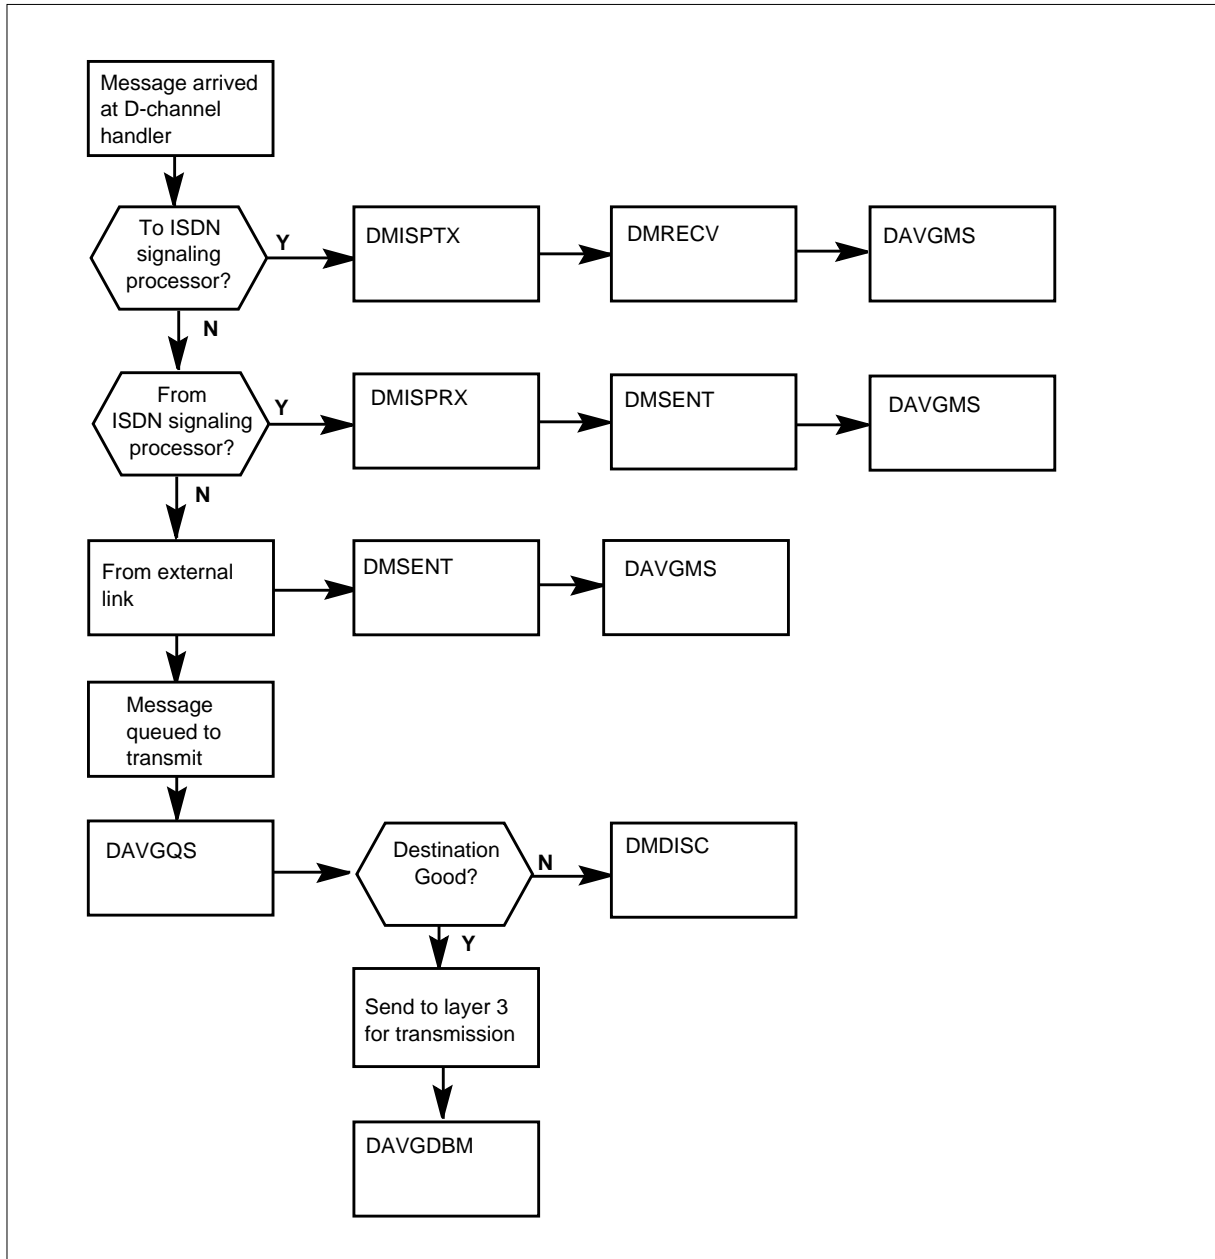 Message arrived
at D-channel
handler
To ISDN
signaling
processor?
Y
DMISPTX
DMRECV
DAVGMS
N
From
ISDN signaling
processor?
Y
DMISPRX
DMSENT
DAVGMS
N
From external
link
DMSENT
DAVGMS
Message
queued to
transmit
DAVGQS
Destination
Good?
N
DMDISC
Y
Send to layer 3
for transmission
DAVGDBM